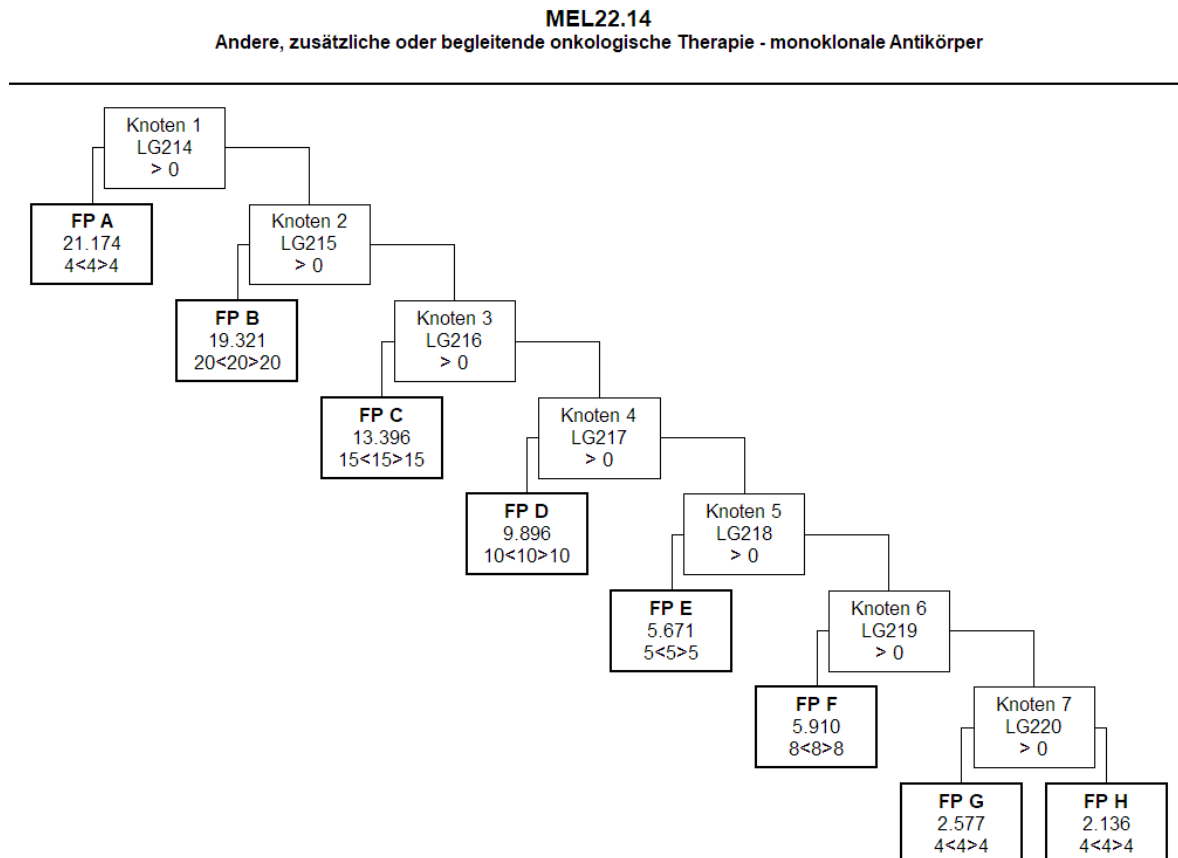 MEL22.14
Andere, zusätzliche oder begleitende onkologische Therapie - monoklonale Antikörper
Knoten 1
LG214
> 0
FP A
21.174
4<4>4
Knoten 2
LG215
> 0
FP B
19.321
20<20>20
Knoten 3
LG216
> 0
FP C
13.396
15<15>15
Knoten 4
LG217
> 0
FP D
9.896
10<10>10
Knoten 5
LG218
> 0
FP E
5.671
5<5>5
Knoten 6
LG219
> 0
FP F
5.910
8<8>8
Knoten 7
LG220
> 0
FP G
2.577
4<4>4
FP H
2.136
4<4>4